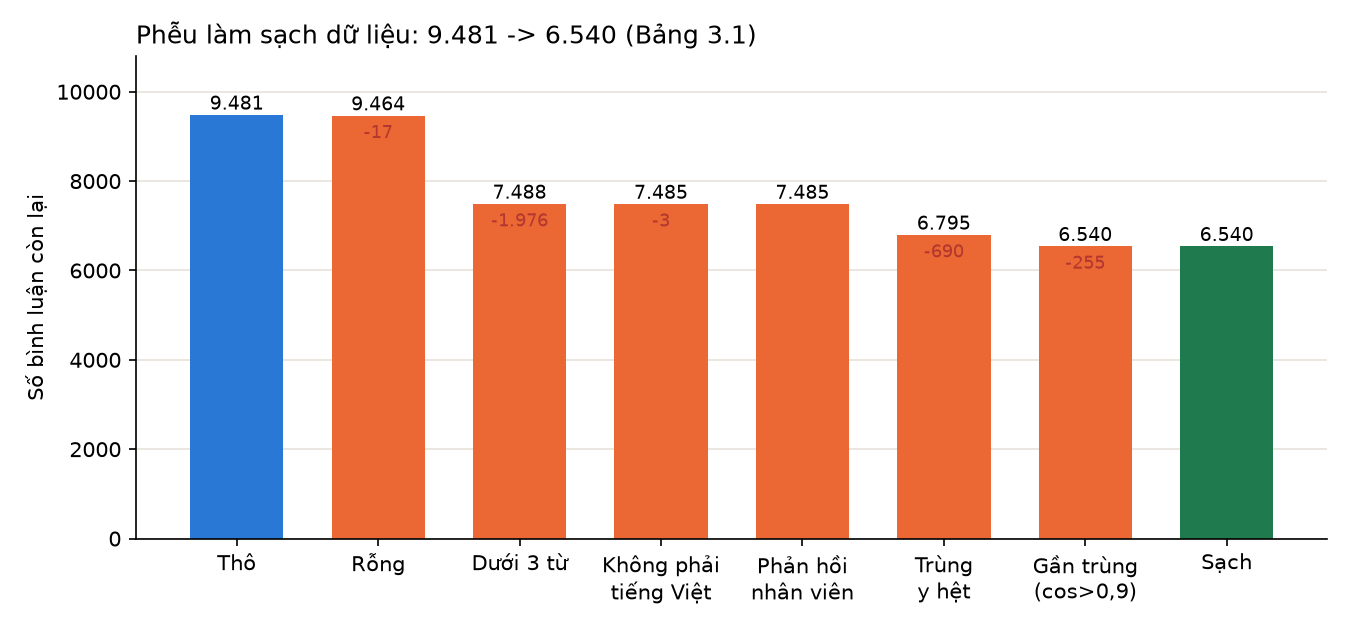 Phễu làm sạch dữ liệu: 9.481 -> 6.540 (Bảng 3.1)
Số bình luận còn lại
10000
8000
6000
4000
2000
0
9.481
9.464
-17
7.488
-1.976
7.485
-3
7.485
6.795
-690
6.540
-255
6.540
Thô
Rỗng
Dưới 3 từ
Không phải
tiếng Việt
Phản hồi
nhân viên
Trùng
y hệt
Gần trùng
(cos>0,9)
Sạch